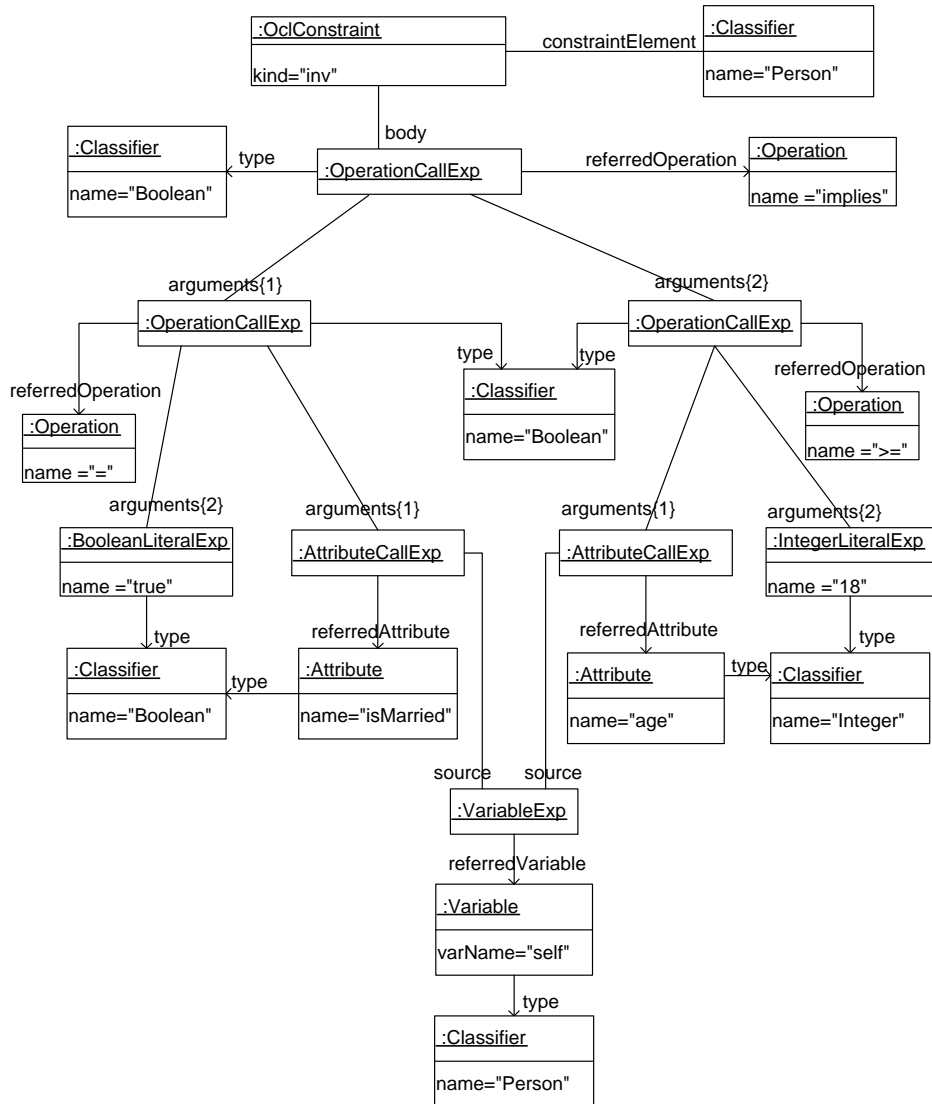 :OclConstraint
kind="inv"
constraintElement
:Classifier
name="Person"
body
:Classifier
name="Boolean"
type
:OperationCallExp
referredOperation
:Operation
name ="implies"
arguments{1}
arguments{2}
:OperationCallExp
:OperationCallExp
type
type
referredOperation
referredOperation
:Operation
name ="="
:Classifier
name="Boolean"
:Operation
name =">="
arguments{2}
arguments{1}
arguments{1}
arguments{2}
:BooleanLiteralExp
name ="true"
:AttributeCallExp
:AttributeCallExp
:IntegerLiteralExp
name ="18"
type
referredAttribute
referredAttribute
type
:Classifier
name="Boolean"
type
:Attribute
name="isMarried"
:Attribute
name="age"
type
:Classifier
name="Integer"
source
source
:VariableExp
referredVariable
:Variable
varName="self"
type
:Classifier
name="Person"